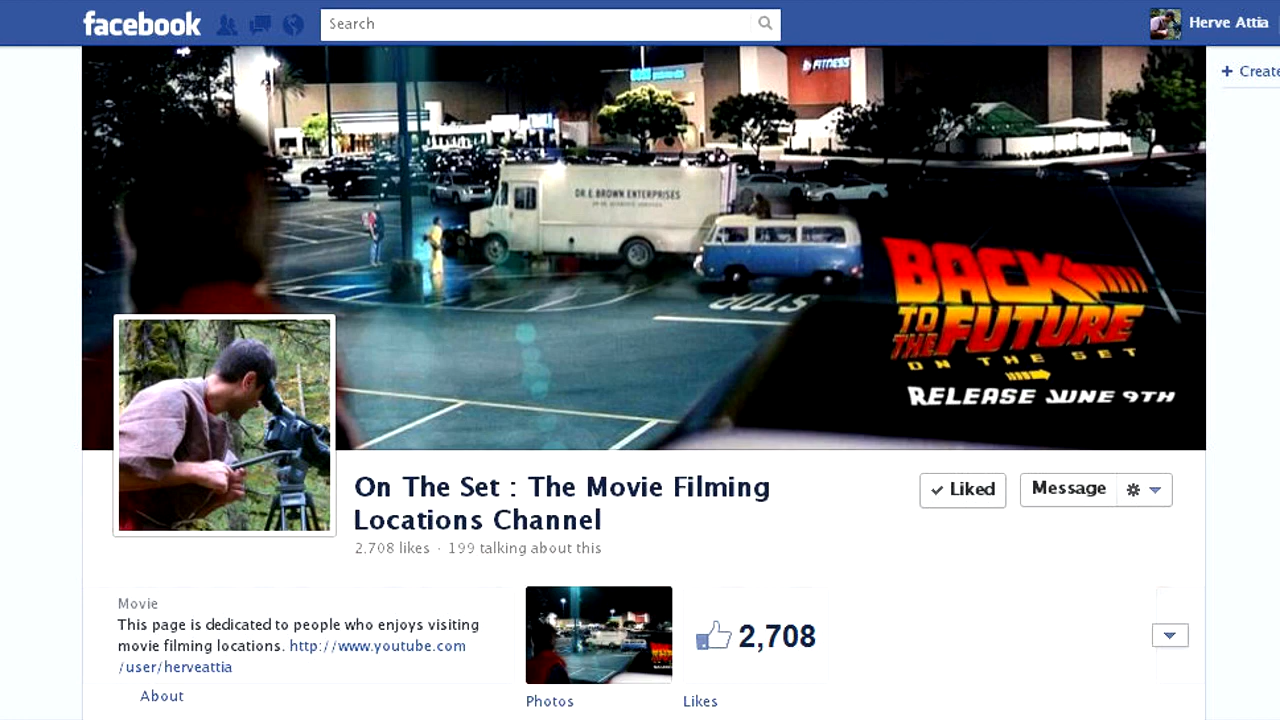 facebook
Search
Herve Attia
+ Create
FITNESS
DR. E. BROWN ENTERPRISES
STOP
BACK
TO THE FUTURE
ON THE SET
RELEASE JUNE 9TH
On The Set : The Movie Filming
Locations Channel
Liked
Message
2.708 likes · 199 talking about this
Movie
This page is dedicated to people who enjoys visiting
movie filming locations. http://www.youtube.com
/user/herveattia
About
2,708
Photos
Likes